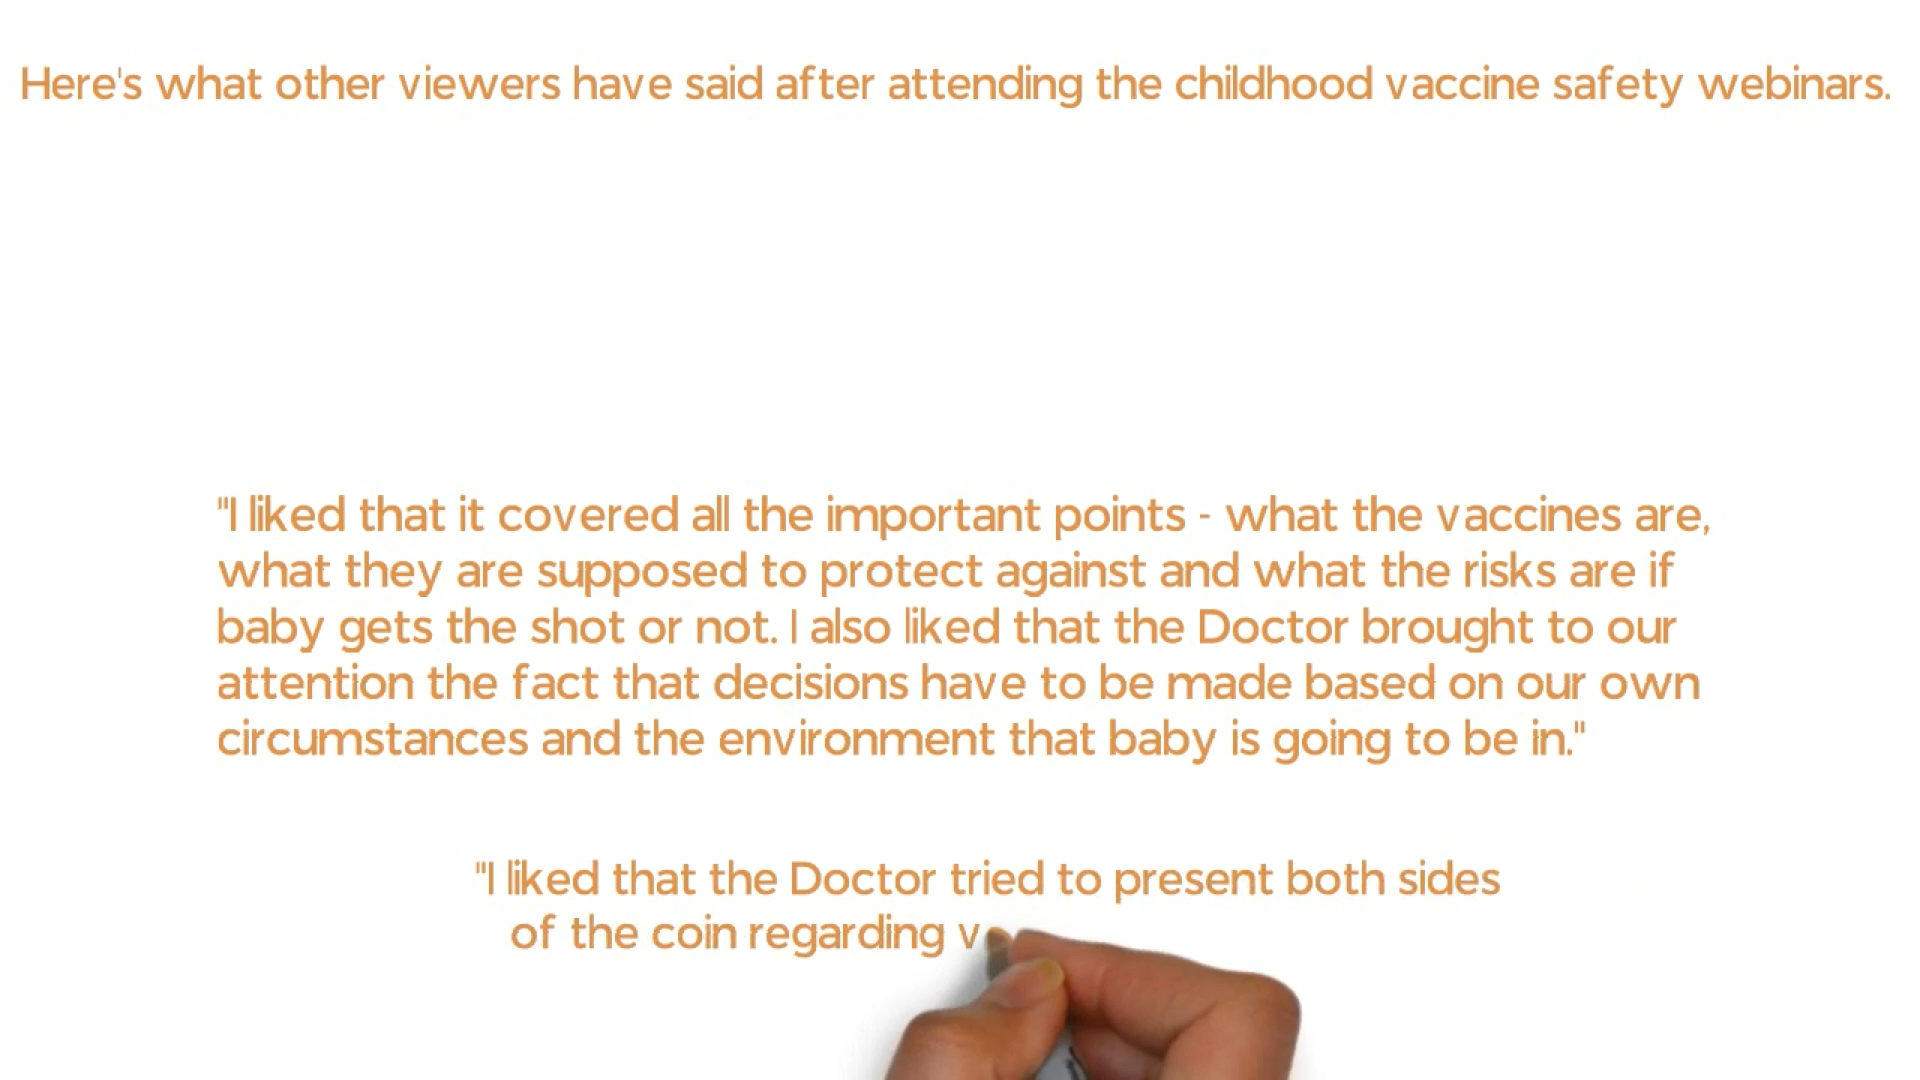 Here's what other viewers have said after attending the childhood vaccine safety webinars.
"I liked that it covered all the important points - what the vaccines are,
what they are supposed to protect against and what the risks are if
baby gets the shot or not. I also liked that the Doctor brought to our
attention the fact that decisions have to be made based on our own
circumstances and the environment that baby is going to be in."
"I liked that the Doctor tried to present both sides
of the coin regarding